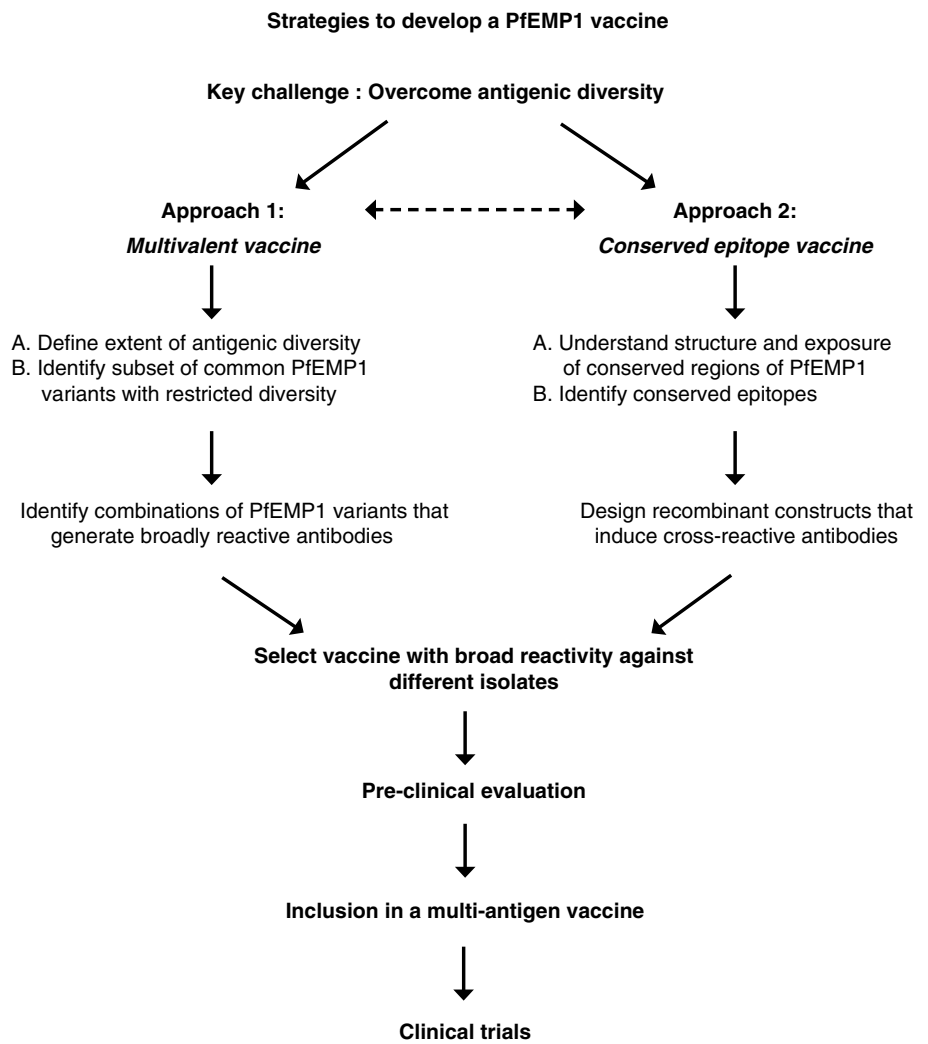 Strategies to develop a PfEMP1 vaccine
Key challenge : Overcome antigenic diversity
Approach 1:
Multivalent vaccine
A. Define extent of antigenic diversity
B. Identify subset of common PfEMP1
variants with restricted diversity
Identify combinations of PfEMP1 variants that
generate broadly reactive antibodies
Approach 2:
Conserved epitope vaccine
A. Understand structure and exposure
of conserved regions of PfEMP1
B. Identify conserved epitopes
Design recombinant constructs that
induce cross-reactive antibodies
Select vaccine with broad reactivity against
different isolates
Pre-clinical evaluation
Inclusion in a multi-antigen vaccine
Clinical trials